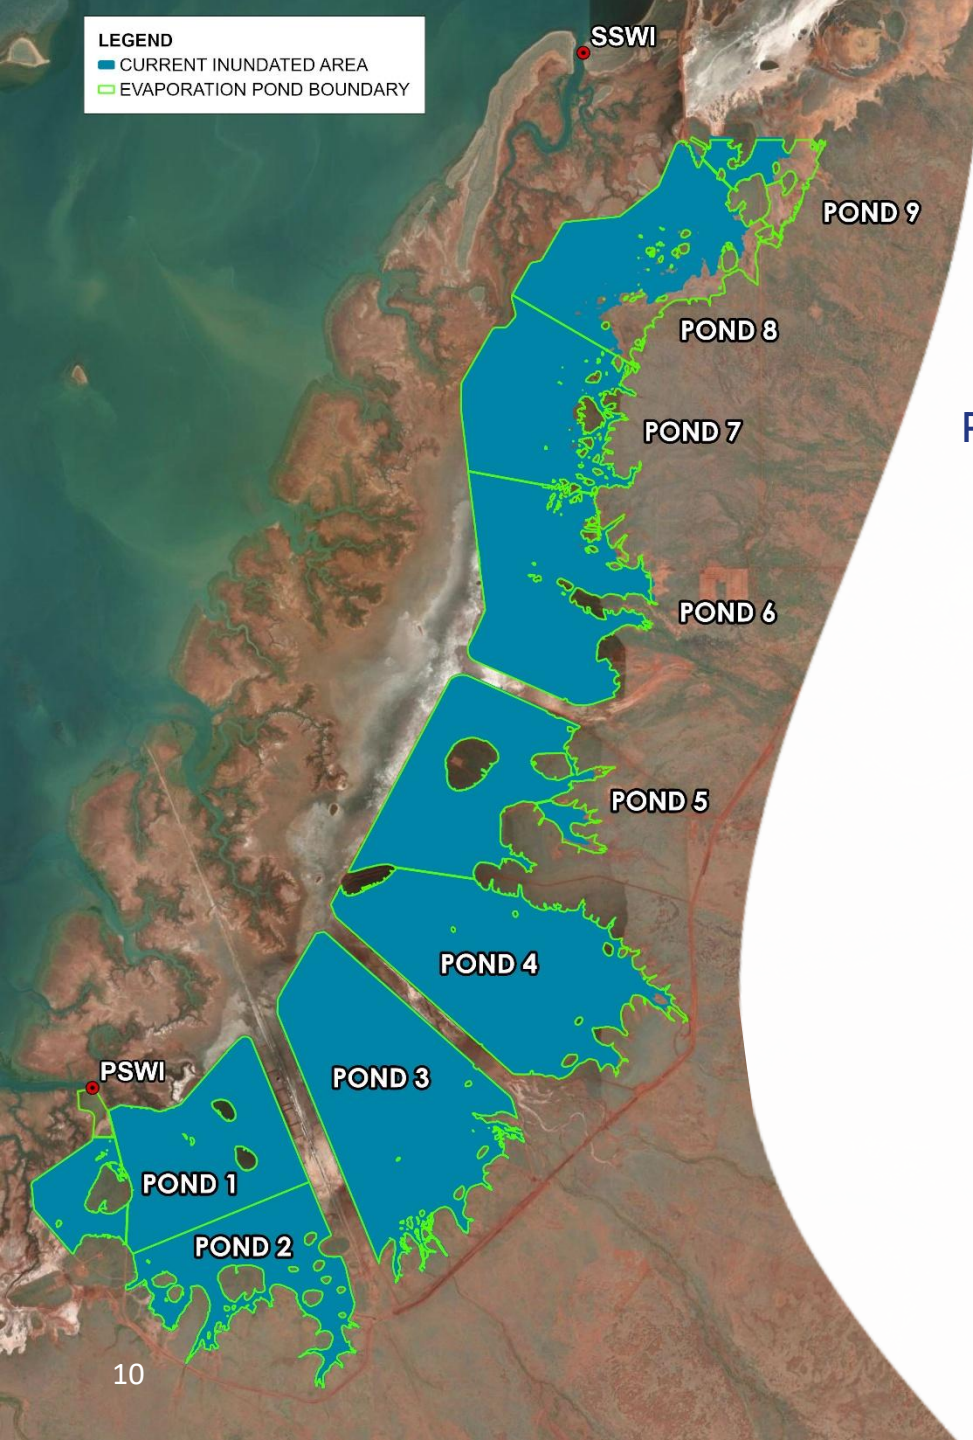 LEGEND
CURRENT INUNDATED AREA
EVAPORATION POND BOUNDARY
SSWI
POND 9
POND 8
POND 7
POND 6
POND 5
POND 4
POND 3
PSWI
POND 1
POND 2
10